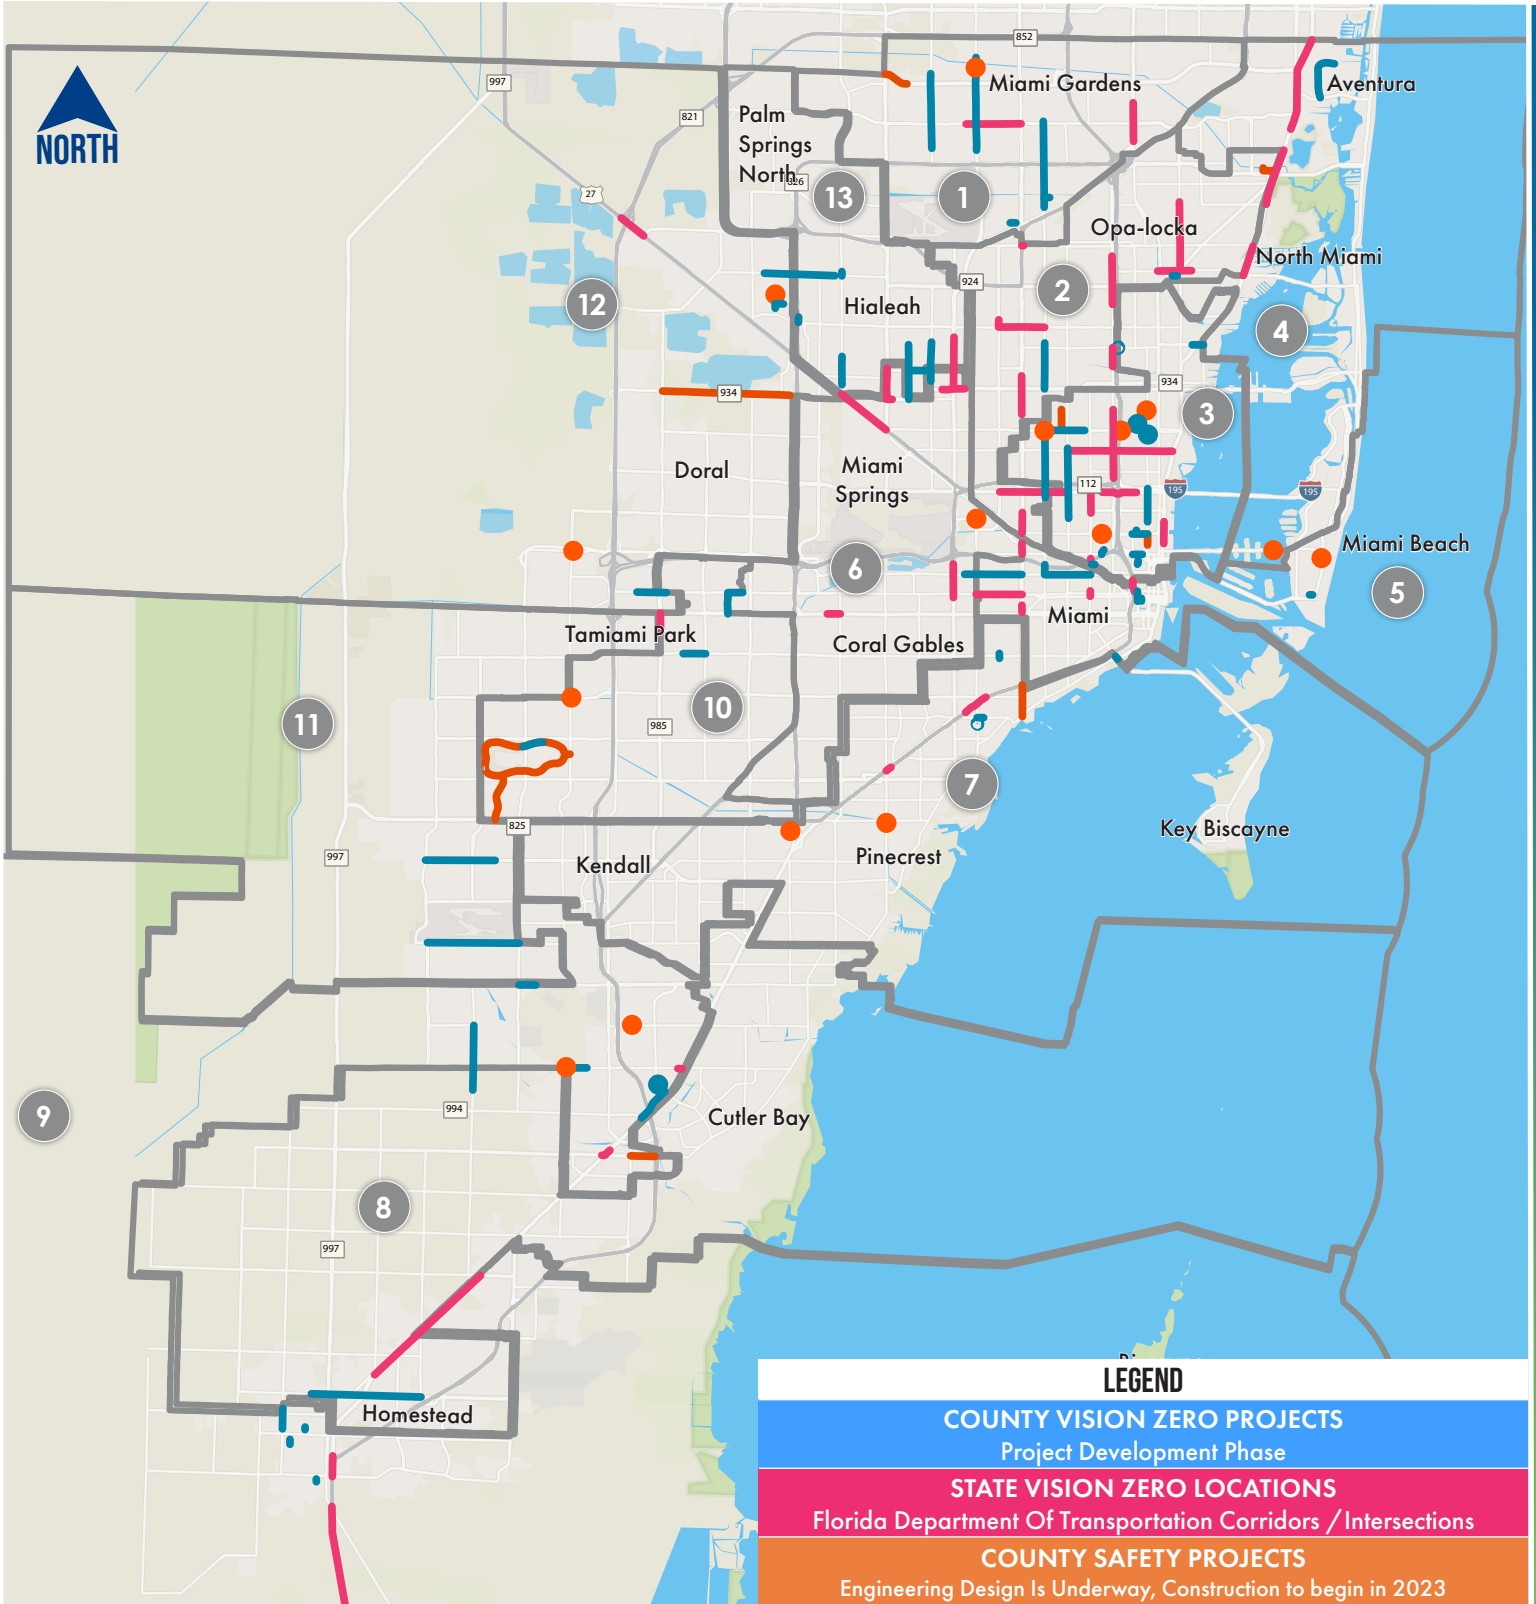 852
997
Miami Gardens
Aventura
NORTH
821
Palm
Springs
North
826
27
13
1
Opa-locka
North Miami
924
12
Hialeah
2
4
934
934
3
Doral
Miami
Springs
112
195
195
Miami Beach
6
5
Miami
Tamiami Park
Coral Gables
11
10
985
7
825
Key Biscayne
997
Kendall
Pinecrest
994
9
Cutler Bay
8
997
Homestead
LEGEND
COUNTY VISION ZERO PROJECTS
Project Development Phase
STATE VISION ZERO LOCATIONS
Florida Department Of Transportation Corridors / Intersections
COUNTY SAFETY PROJECTS
Engineering Design Is Underway, Construction to begin in 2023